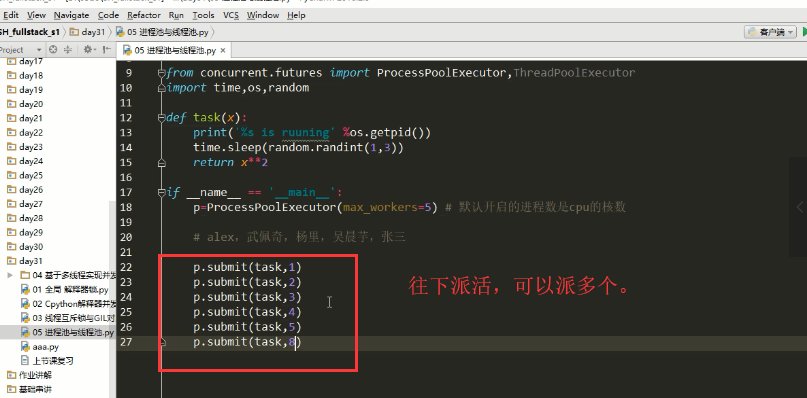 Edit View Navigate Code Refactor Run Tools VCS Window Help
SH_fullstack_s1 day31 05 进程池与线程池.py
客户端
Project
05 进程池与线程池.py
day17
day18
day19
day20
day21
day22
day23
day24
day25
day26
day27
day28
day29
day30
day31
04 基于多线程实现并发
01 全局 解释器锁.py
02 Cpython解释器并发
03 线程互斥锁与GIL对
05 进程池与线程池.py
aaa.py
上节课复习
作业讲解
基础串讲
9 from concurrent.futures import ProcessPoolExecutor,ThreadPoolExecutor
10 import time,os,random
11
12 def task(x):
13 print('%s is ruuning' %os.getpid())
14 time.sleep(random.randint(1,3))
15 return x**2
16
17 if __name__ == '__main__':
18 p=ProcessPoolExecutor(max_workers=5) # 默认开启的进程数是cpu的核数
19
20 # alex，武佩奇，杨里，吴晨芋，张三
21
22 p.submit(task,1)
23 p.submit(task,2)
24 p.submit(task,3)
25 p.submit(task,4)
26 p.submit(task,5)
27 p.submit(task,8)
往下派活，可以派多个。